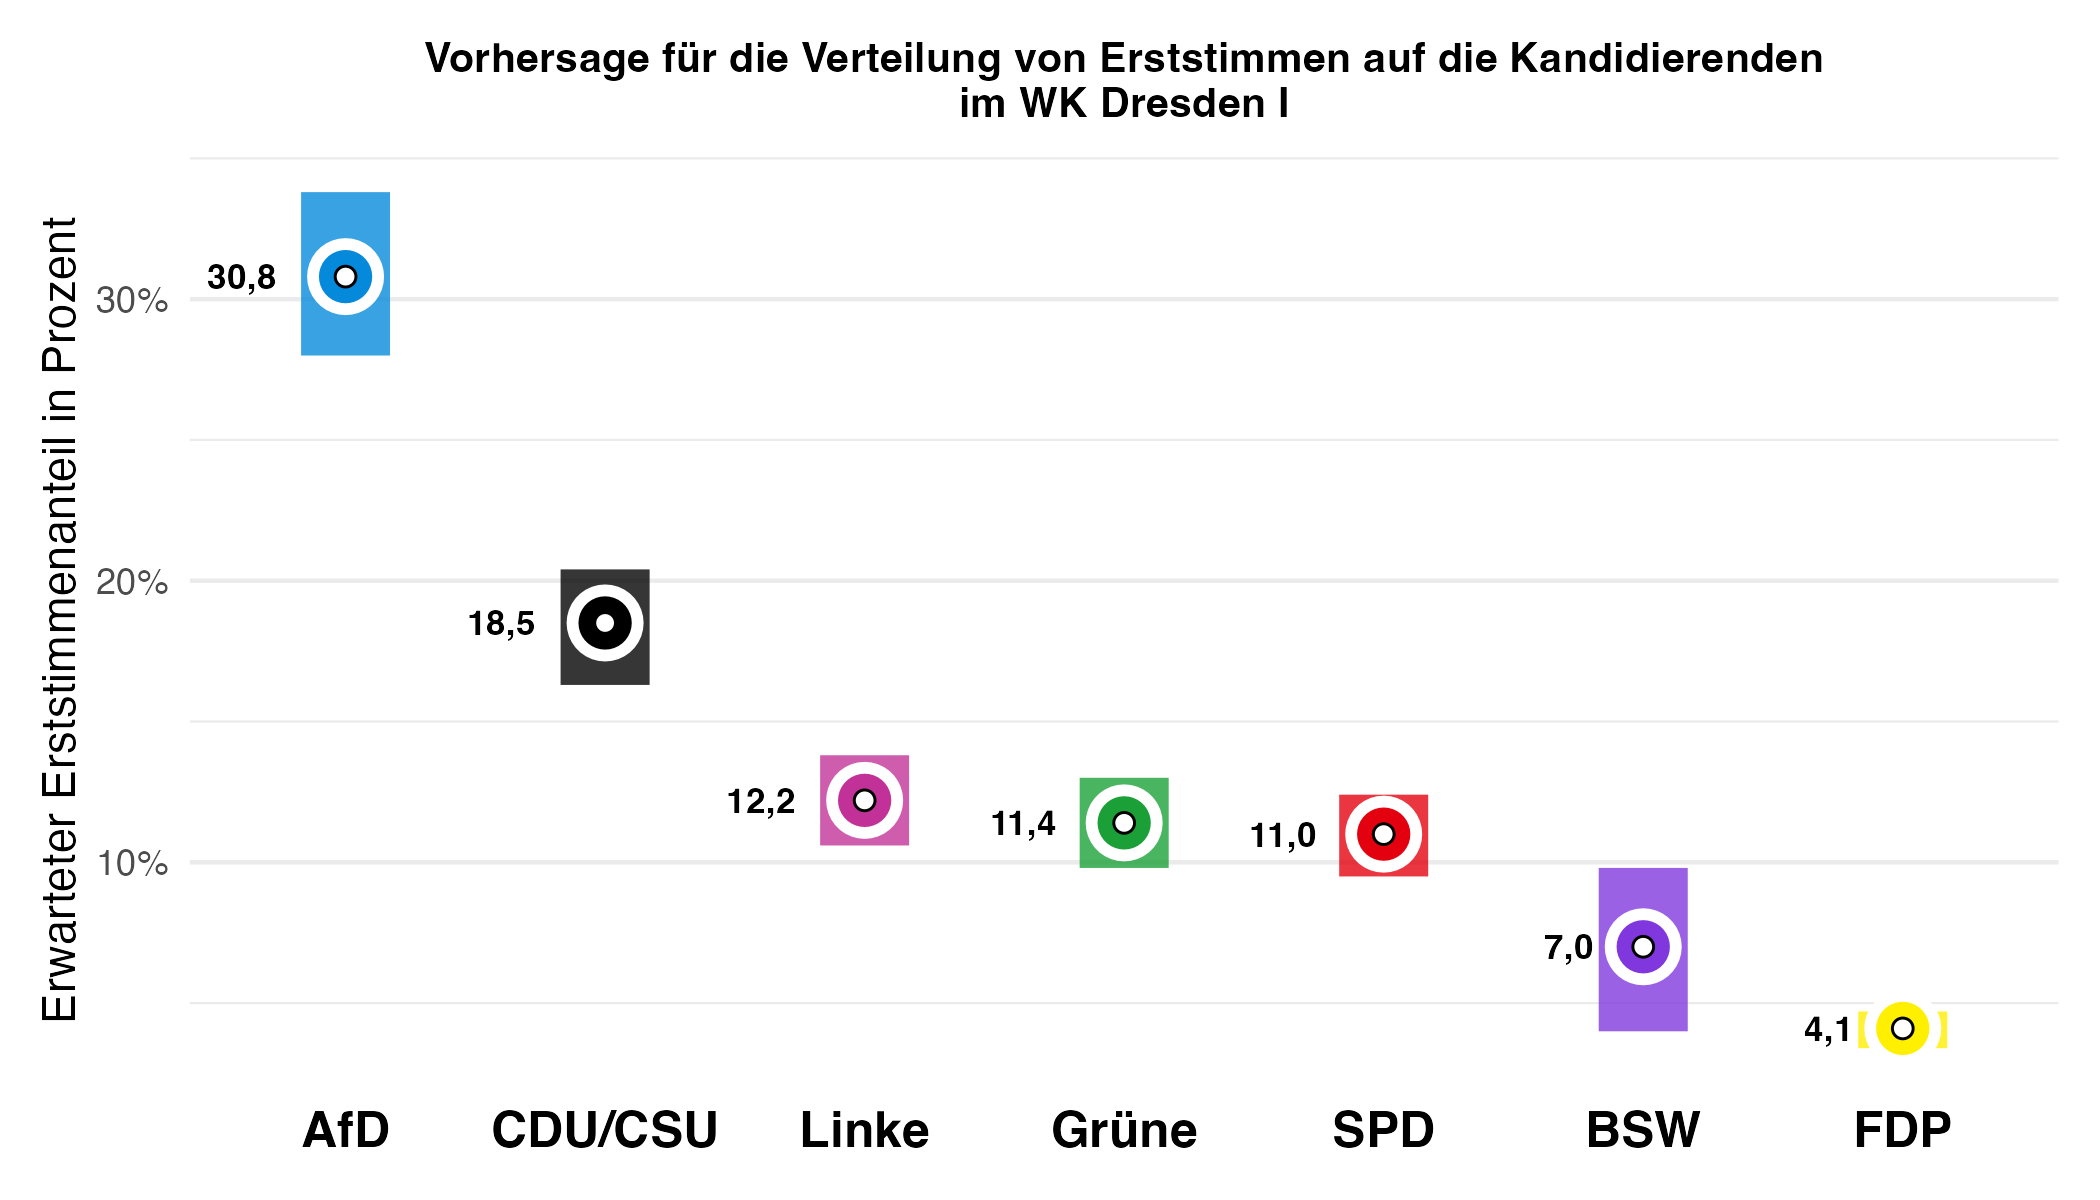 Vorhersage für die Verteilung von Erststimmen auf die Kandidierenden
im WK Dresden I
Erwarteter Erststimmenanteil in Prozent
30%
20%
10%
30,8
18,5
12,2
11,4
11,0
7,0
4,1
AfD
CDU/CSU
Linke
Grüne
SPD
BSW
FDP